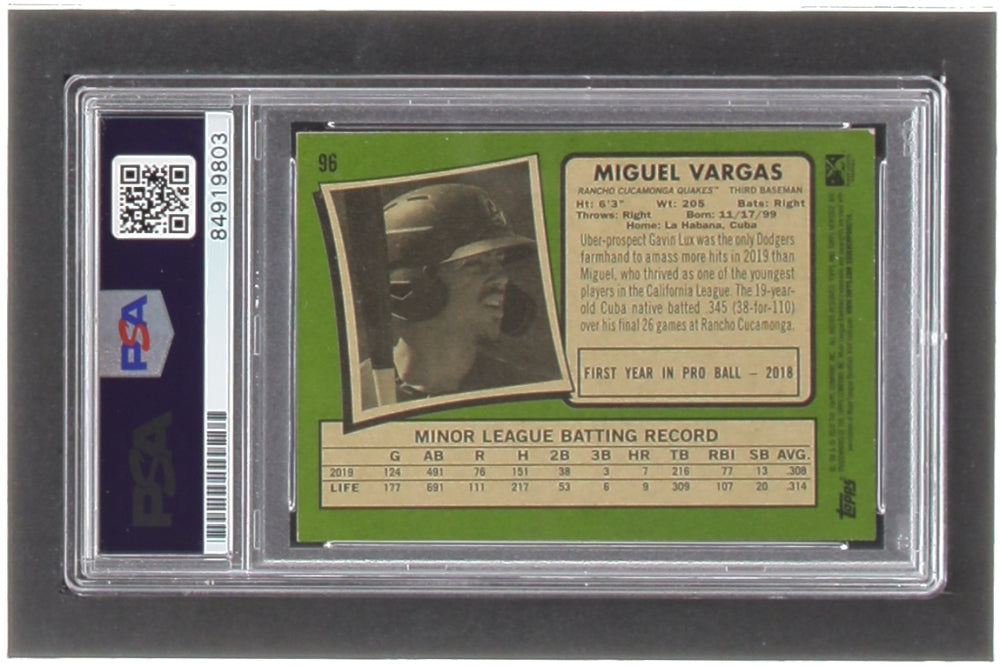 84919803
PSA
PSA
96
MIGUEL VARGAS
RANCHO CUCAMONGA QUAKES™ THIRD BASEMAN
Ht: 6'3" Wt: 205 Bats: Right
Throws: Right Born: 11/17/99
Home: La Habana, Cuba
Uber-prospect Gavin Lux was the only Dodgers
farmhand to amass more hits in 2019 than
Miguel, who thrived as one of the youngest
players in the California League. The 19-year-
old Cuba native batted .345 (38-for-110)
over his final 26 games at Rancho Cucamonga.
FIRST YEAR IN PRO BALL – 2018
MINOR LEAGUE BATTING RECORD
G AB R H 2B 3B HR TB RBI SB AVG.
2019 124 491 76 151 38 3 7 216 77 13 .308
LIFE 177 691 111 217 53 6 9 309 107 20 .314
TOPPS